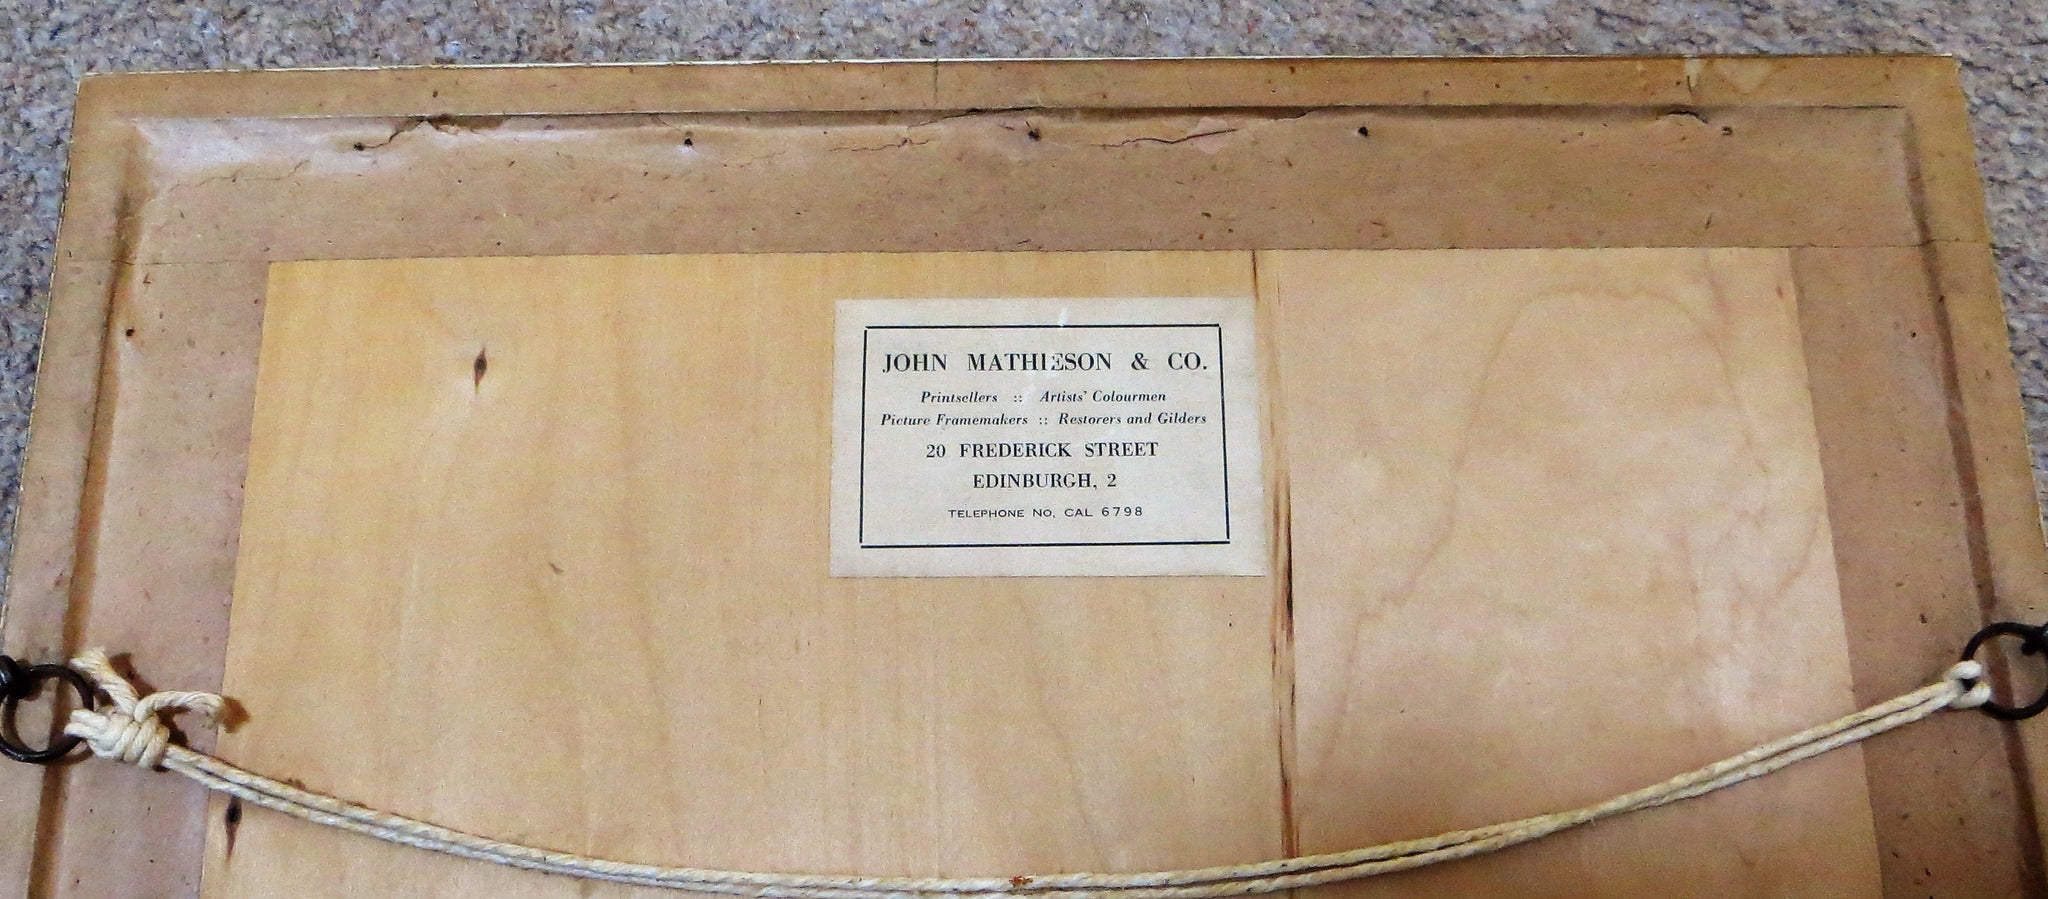 JOHN MATHIESON & CO.
Printsellers :: Artists' Colourmen
Picture Framemakers :: Restorers and Gilders
20 FREDERICK STREET
EDINBURGH, 2
TELEPHONE NO. CAL 6798